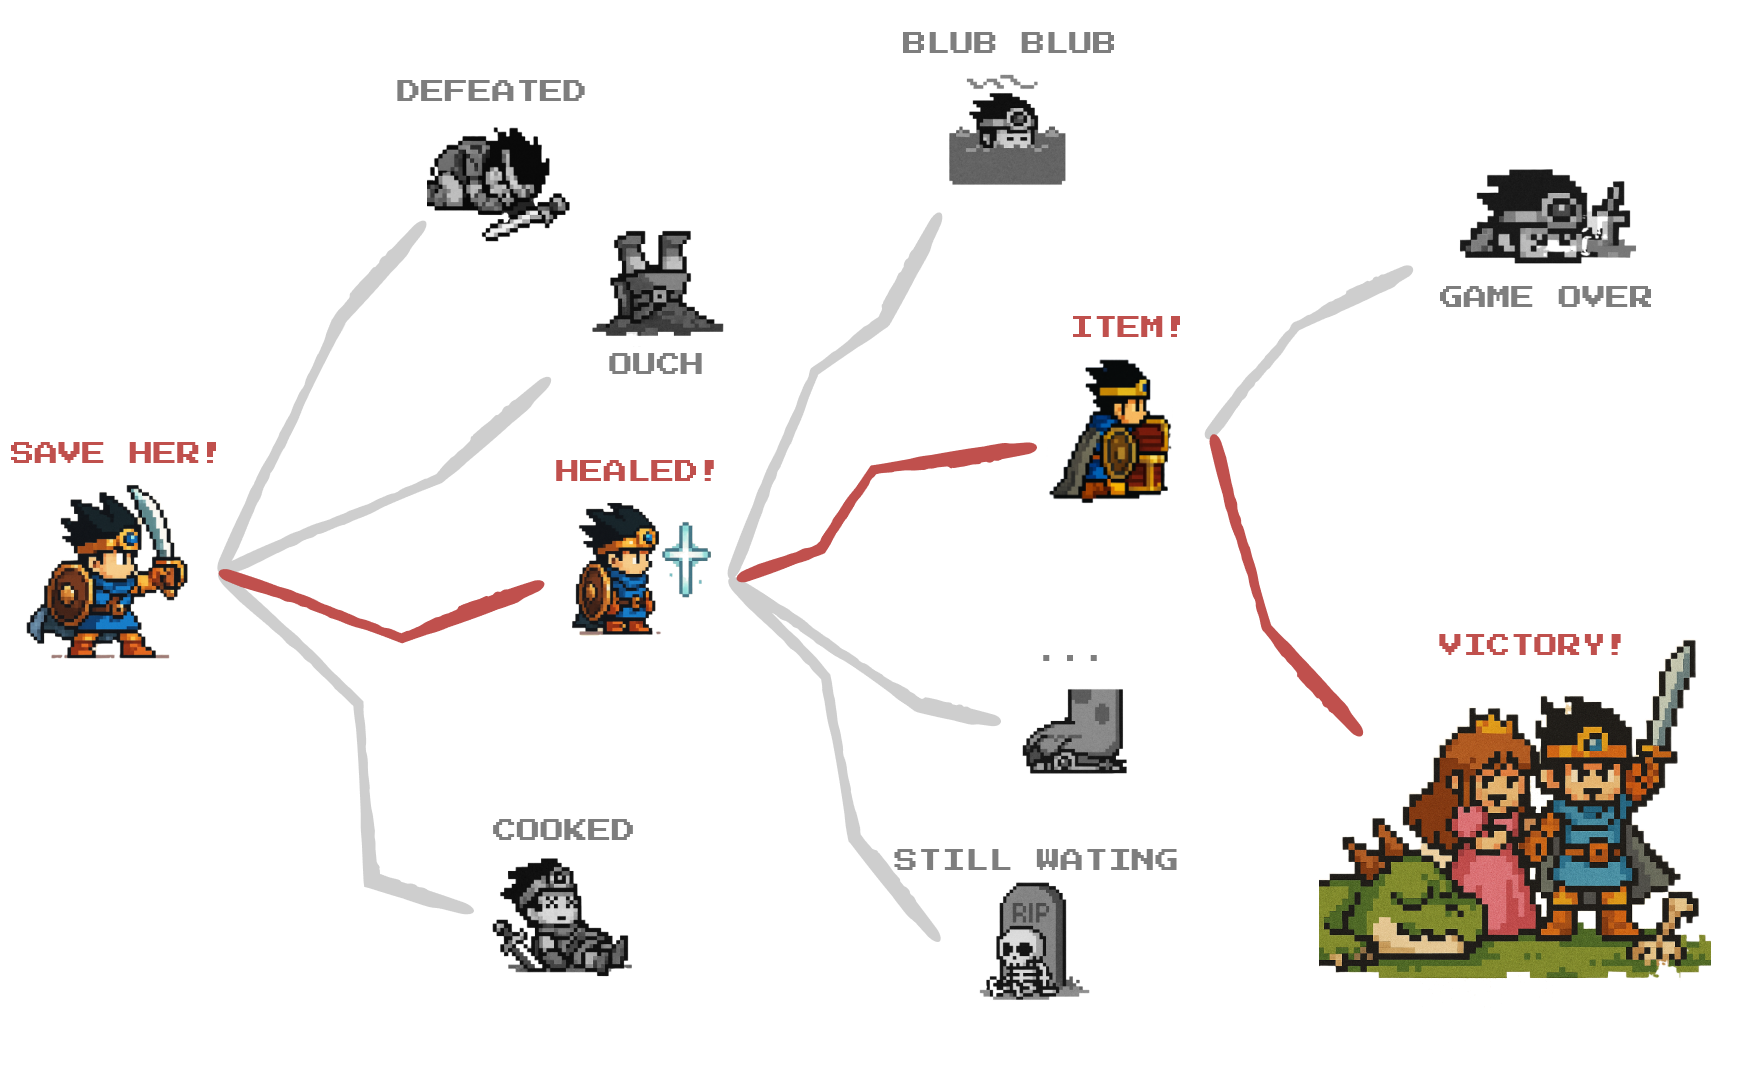 BLUB BLUB
DEFEATED
GAME OVER
ITEM!
OUCH
SAVE HER!
HEALED!
VICTORY!
...
COOKED
STILL WATING
RIP